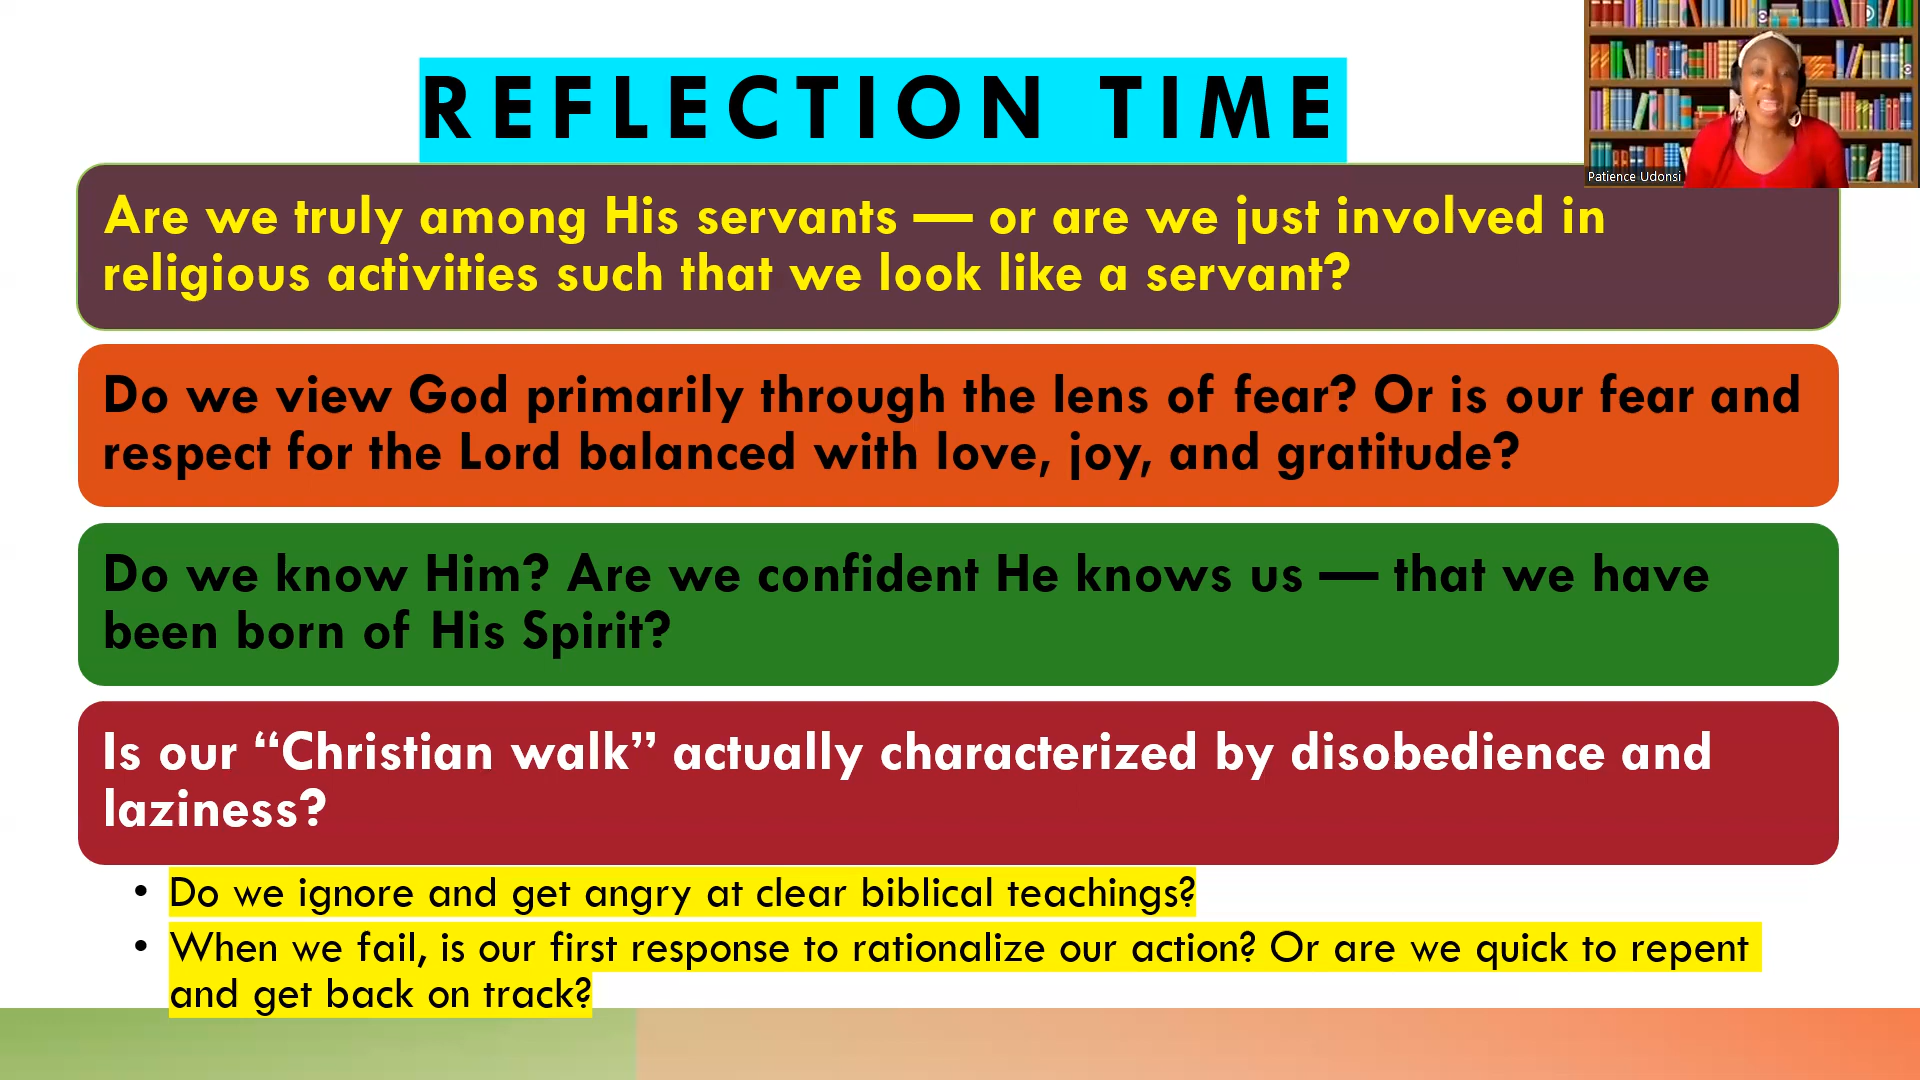 REFLECTION TIME
Patience Udonsi
Are we truly among His servants — or are we just involved in
religious activities such that we look like a servant?
Do we view God primarily through the lens of fear? Or is our fear and
respect for the Lord balanced with love, joy, and gratitude?
Do we know Him? Are we confident He knows us — that we have
been born of His Spirit?
Is our “Christian walk” actually characterized by disobedience and
laziness?
• Do we ignore and get angry at clear biblical teachings?
• When we fail, is our first response to rationalize our action? Or are we quick to repent
and get back on track?